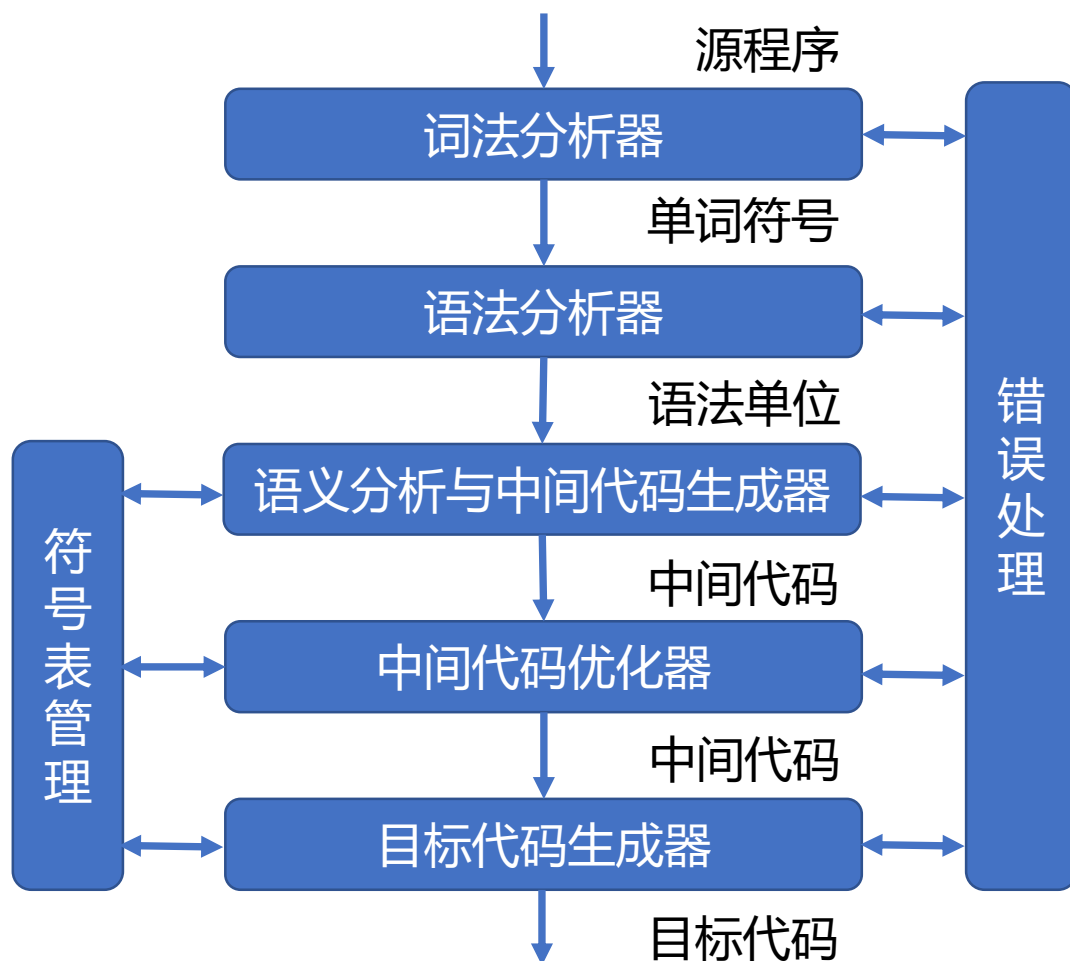 源程序
词法分析器
单词符号
语法分析器
语法单位
语义分析与中间代码生成器
中间代码
中间代码优化器
中间代码
目标代码生成器
目标代码
符号表管理
错误处理